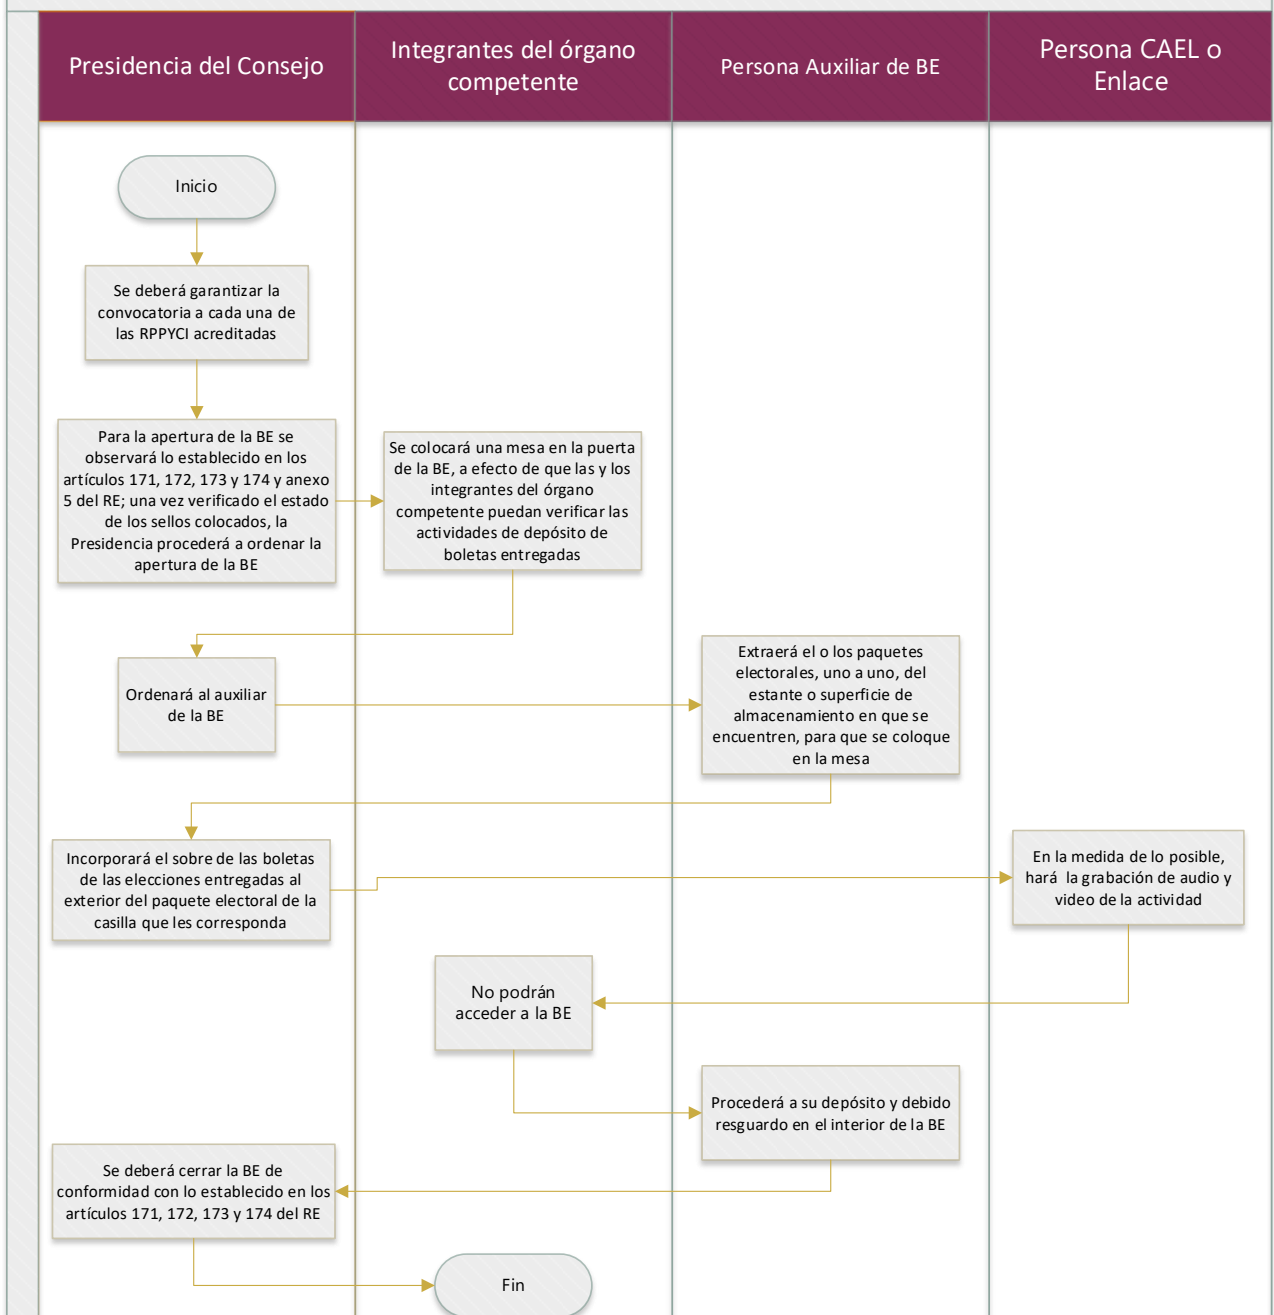 Presidencia del Consejo
Integrantes del órgano
competente
Persona Auxiliar de BE
Persona CAEL o
Enlace
Inicio
Se deberá garantizar la
convocatoria a cada una de
las RPPYCI acreditadas
Para la apertura de la BE se
observará lo establecido en los
artículos 171, 172, 173 y 174 y anexo
5 del RE; una vez verificado el estado
de los sellos colocados, la
Presidencia procederá a ordenar la
apertura de la BE
Se colocará una mesa en la puerta
de la BE, a efecto de que las y los
integrantes del órgano
competente puedan verificar las
actividades de depósito de
boletas entregadas
Ordenará al auxiliar
de la BE
Extraerá el o los paquetes
electorales, uno a uno, del
estante o superficie de
almacenamiento en que se
encuentren, para que se coloque
en la mesa
Incorporará el sobre de las boletas
de las elecciones entregadas al
exterior del paquete electoral de la
casilla que les corresponda
En la medida de lo posible,
hará la grabación de audio y
video de la actividad
No podrán
acceder a la BE
Procederá a su depósito y debido
resguardo en el interior de la BE
Se deberá cerrar la BE de
conformidad con lo establecido en los
artículos 171, 172, 173 y 174 del RE
Fin